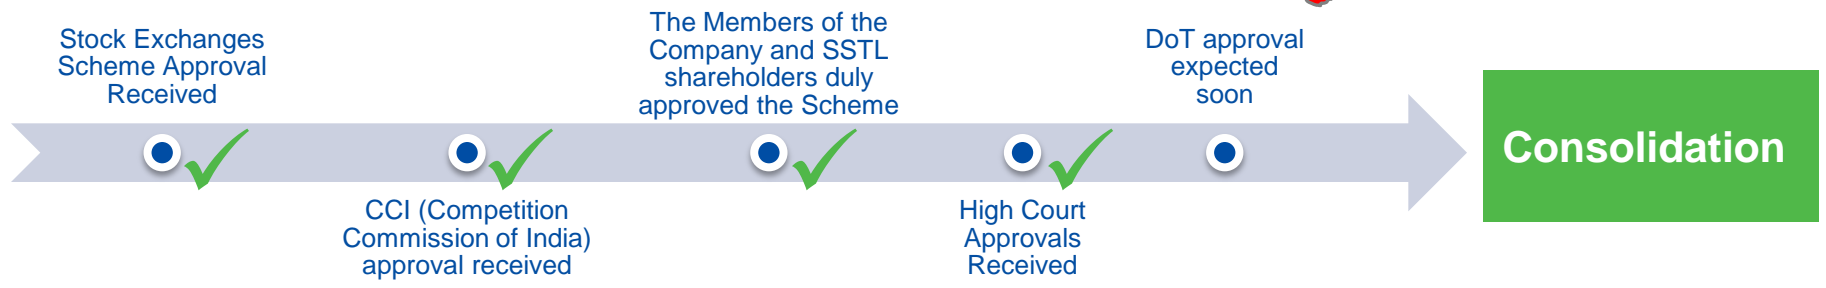 Stock Exchanges
Scheme Approval
Received
CCI (Competition
Commission of India)
approval received
The Members of the
Company and SSTL
shareholders duly
approved the Scheme
High Court
Approvals
Received
DoT approval
expected
soon
Consolidation